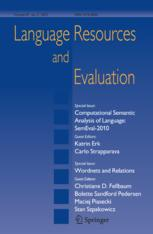 Language Resources
and
Evaluation
Special Issue:
Computational Semantic
Analysis of Language:
SemEval-2010
Guest Editors:
Katrin Erk
Carlo Strapparava
Special Issue:
Wordnets and Relations
Guest Editors:
Christiane D. Fellbaum
Bolette Sandford Pedersen
Maciej Piasecki
Stan Szpakowicz
Springer